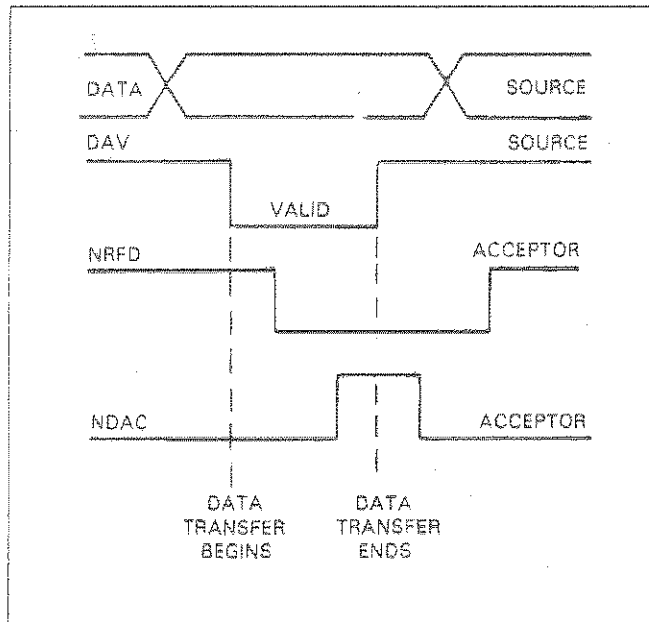 DATA SOURCE
DAV SOURCE
VALID
NRFD ACCEPTOR
NDAC ACCEPTOR
DATA TRANSFER BEGINS
DATA TRANSFER ENDS